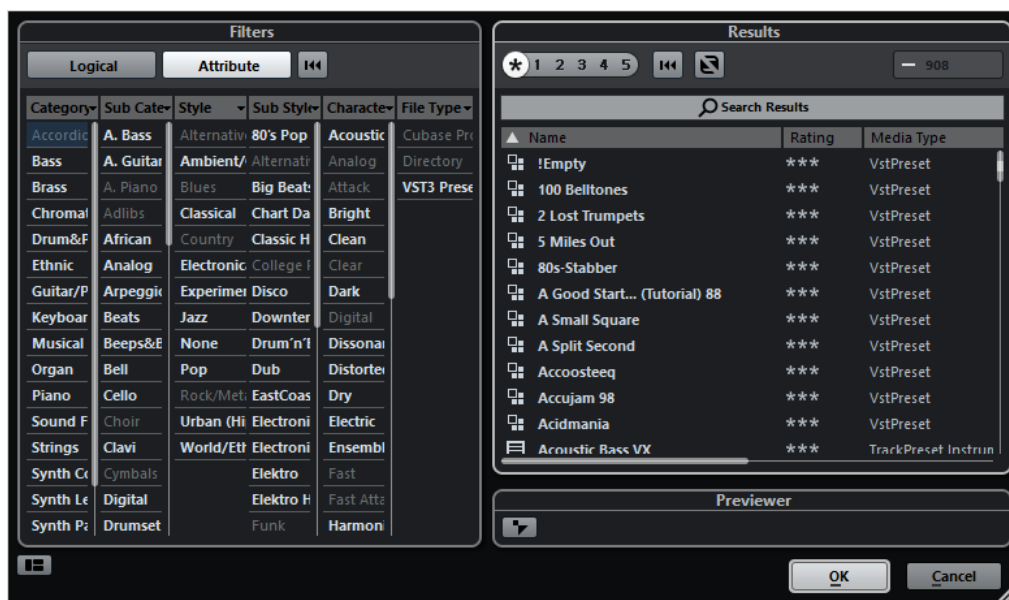 Filters
Logical Attribute
Category Sub Cate Style Sub Style Characte File Type
Accordic A. Bass Alternativ 80's Pop Acoustic Cubase Pro
Bass A. Guitar Ambient/ Alternati Analog Directory
Brass A. Piano Blues Big Beats Attack VST3 Prese
Chromat Adlibs Classical Chart Da Bright
Drum&P African Country Classic H Clean
Ethnic Analog Electronic College Clear
Guitar/P Arpeggio Experimen Disco Dark
Keyboar Beats Jazz Downter Digital
Musical Beeps&B None Drum´n´B Dissonan
Organ Bell Pop Dub Distorted
Piano Cello Rock/Meta EastCoas Dry
Sound F Choir Urban (Hi Electroni Electric
Strings Clavi World/Eth Electroni Ensembl
Synth Co Cymbals Elektro Fast
Synth Le Digital Elektro H Fast Atta
Synth Pa Drumset Funk Harmoni
Results
* 1 2 3 4 5 908
Search Results
Name Rating Media Type
!Empty *** VstPreset
100 Belltones *** VstPreset
2 Lost Trumpets *** VstPreset
5 Miles Out *** VstPreset
80s-Stabber *** VstPreset
A Good Start... (Tutorial) 88 *** VstPreset
A Small Square *** VstPreset
A Split Second *** VstPreset
Accoosteeq *** VstPreset
Accujam 98 *** VstPreset
Acidmania *** VstPreset
Acoustic Bass VX *** TrackPreset Instrun
Previewer
OK Cancel